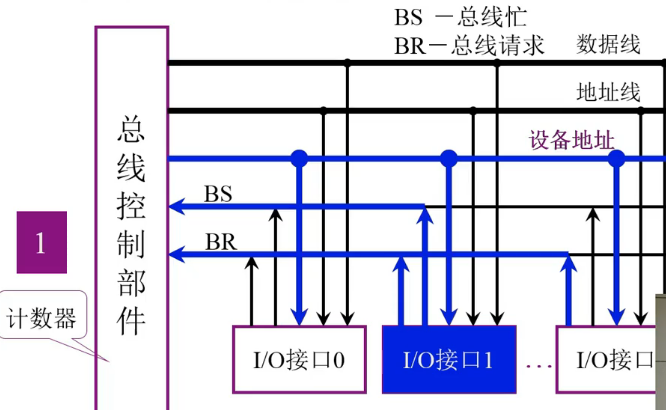 BS －总线忙
BR－总线请求
数据线
地址线
设备地址
总线控制部件
BS
BR
1
计数器
I/O接口0
I/O接口1
…
I/O接口